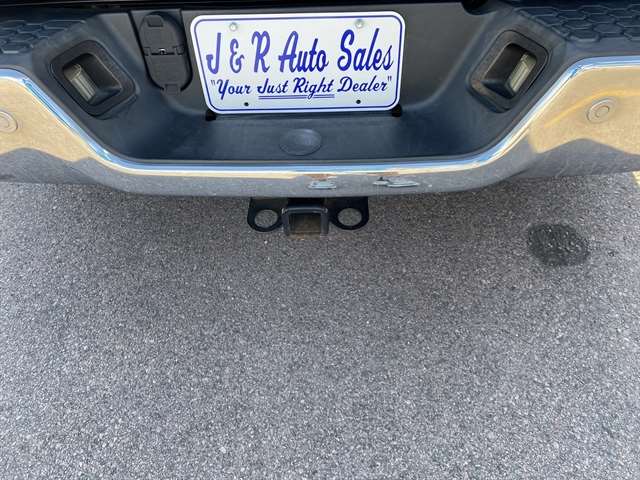 J & R Auto Sales
"Your Just Right Dealer"